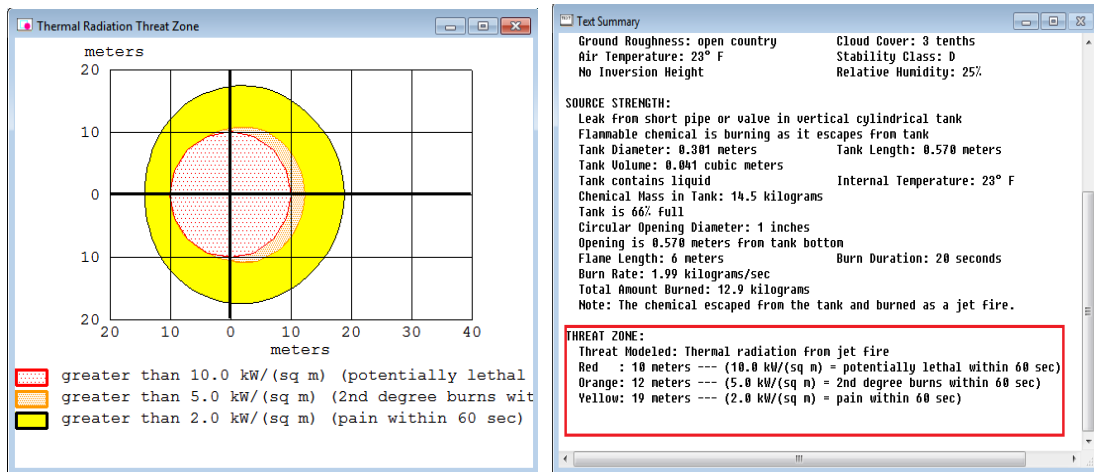 Thermal Radiation Threat Zone
meters
20
10
0
10
20
20 10 0 10 20 30 40
meters
greater than 10.0 kW/(sq m) (potentially lethal
greater than 5.0 kW/(sq m) (2nd degree burns wit
greater than 2.0 kW/(sq m) (pain within 60 sec)
Text Summary
Ground Roughness: open country Cloud Cover: 3 tenths
Air Temperature: 23° F Stability Class: D
No Inversion Height Relative Humidity: 25%
SOURCE STRENGTH:
Leak from short pipe or valve in vertical cylindrical tank
Flammable chemical is burning as it escapes from tank
Tank Diameter: 0.301 meters Tank Length: 0.570 meters
Tank Volume: 0.041 cubic meters
Tank contains liquid Internal Temperature: 23° F
Chemical Mass in Tank: 14.5 kilograms
Tank is 66% full
Circular Opening Diameter: 1 inches
Opening is 0.570 meters from tank bottom
Flame Length: 6 meters Burn Duration: 20 seconds
Burn Rate: 1.99 kilograms/sec
Total Amount Burned: 12.9 kilograms
Note: The chemical escaped from the tank and burned as a jet fire.
THREAT ZONE:
Threat Modeled: Thermal radiation from jet fire
Red : 10 meters --- (10.0 kW/(sq m) = potentially lethal within 60 sec)
Orange: 12 meters --- (5.0 kW/(sq m) = 2nd degree burns within 60 sec)
Yellow: 19 meters --- (2.0 kW/(sq m) = pain within 60 sec)